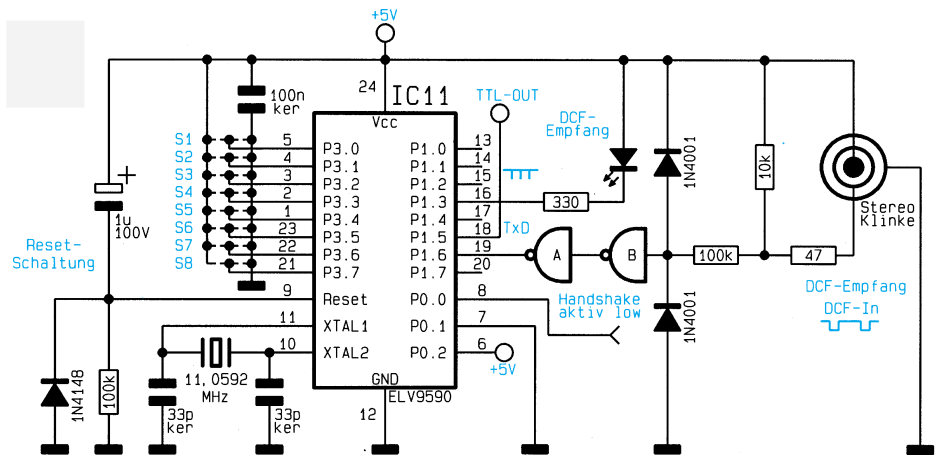 +5V
24
IC11
Vcc
100n
ker
TTL-OUT
DCF-
Empfang
S1
S2
S3
S4
S5
S6
S7
S8
5
4
3
2
1
23
22
21
P3.0
P3.1
P3.2
P3.3
P3.4
P3.5
P3.6
P3.7
P1.0
P1.1
P1.2
P1.3
P1.4
P1.5
P1.6
P1.7
13
14
15
16
17
18
19
20
330
1N4001
10k
Stereo
Klinke
+
1u
100V
Reset-
Schaltung
TxD
A
B
100k
47
DCF-Empfang
DCF-In
9
Reset
P0.0
8
Handshake
aktiv low
11
XTAL1
P0.1
7
1N4001
10
XTAL2
P0.2
6
+5V
11,0592
MHz
GND
ELV9590
12
1N4148
100k
33p
ker
33p
ker